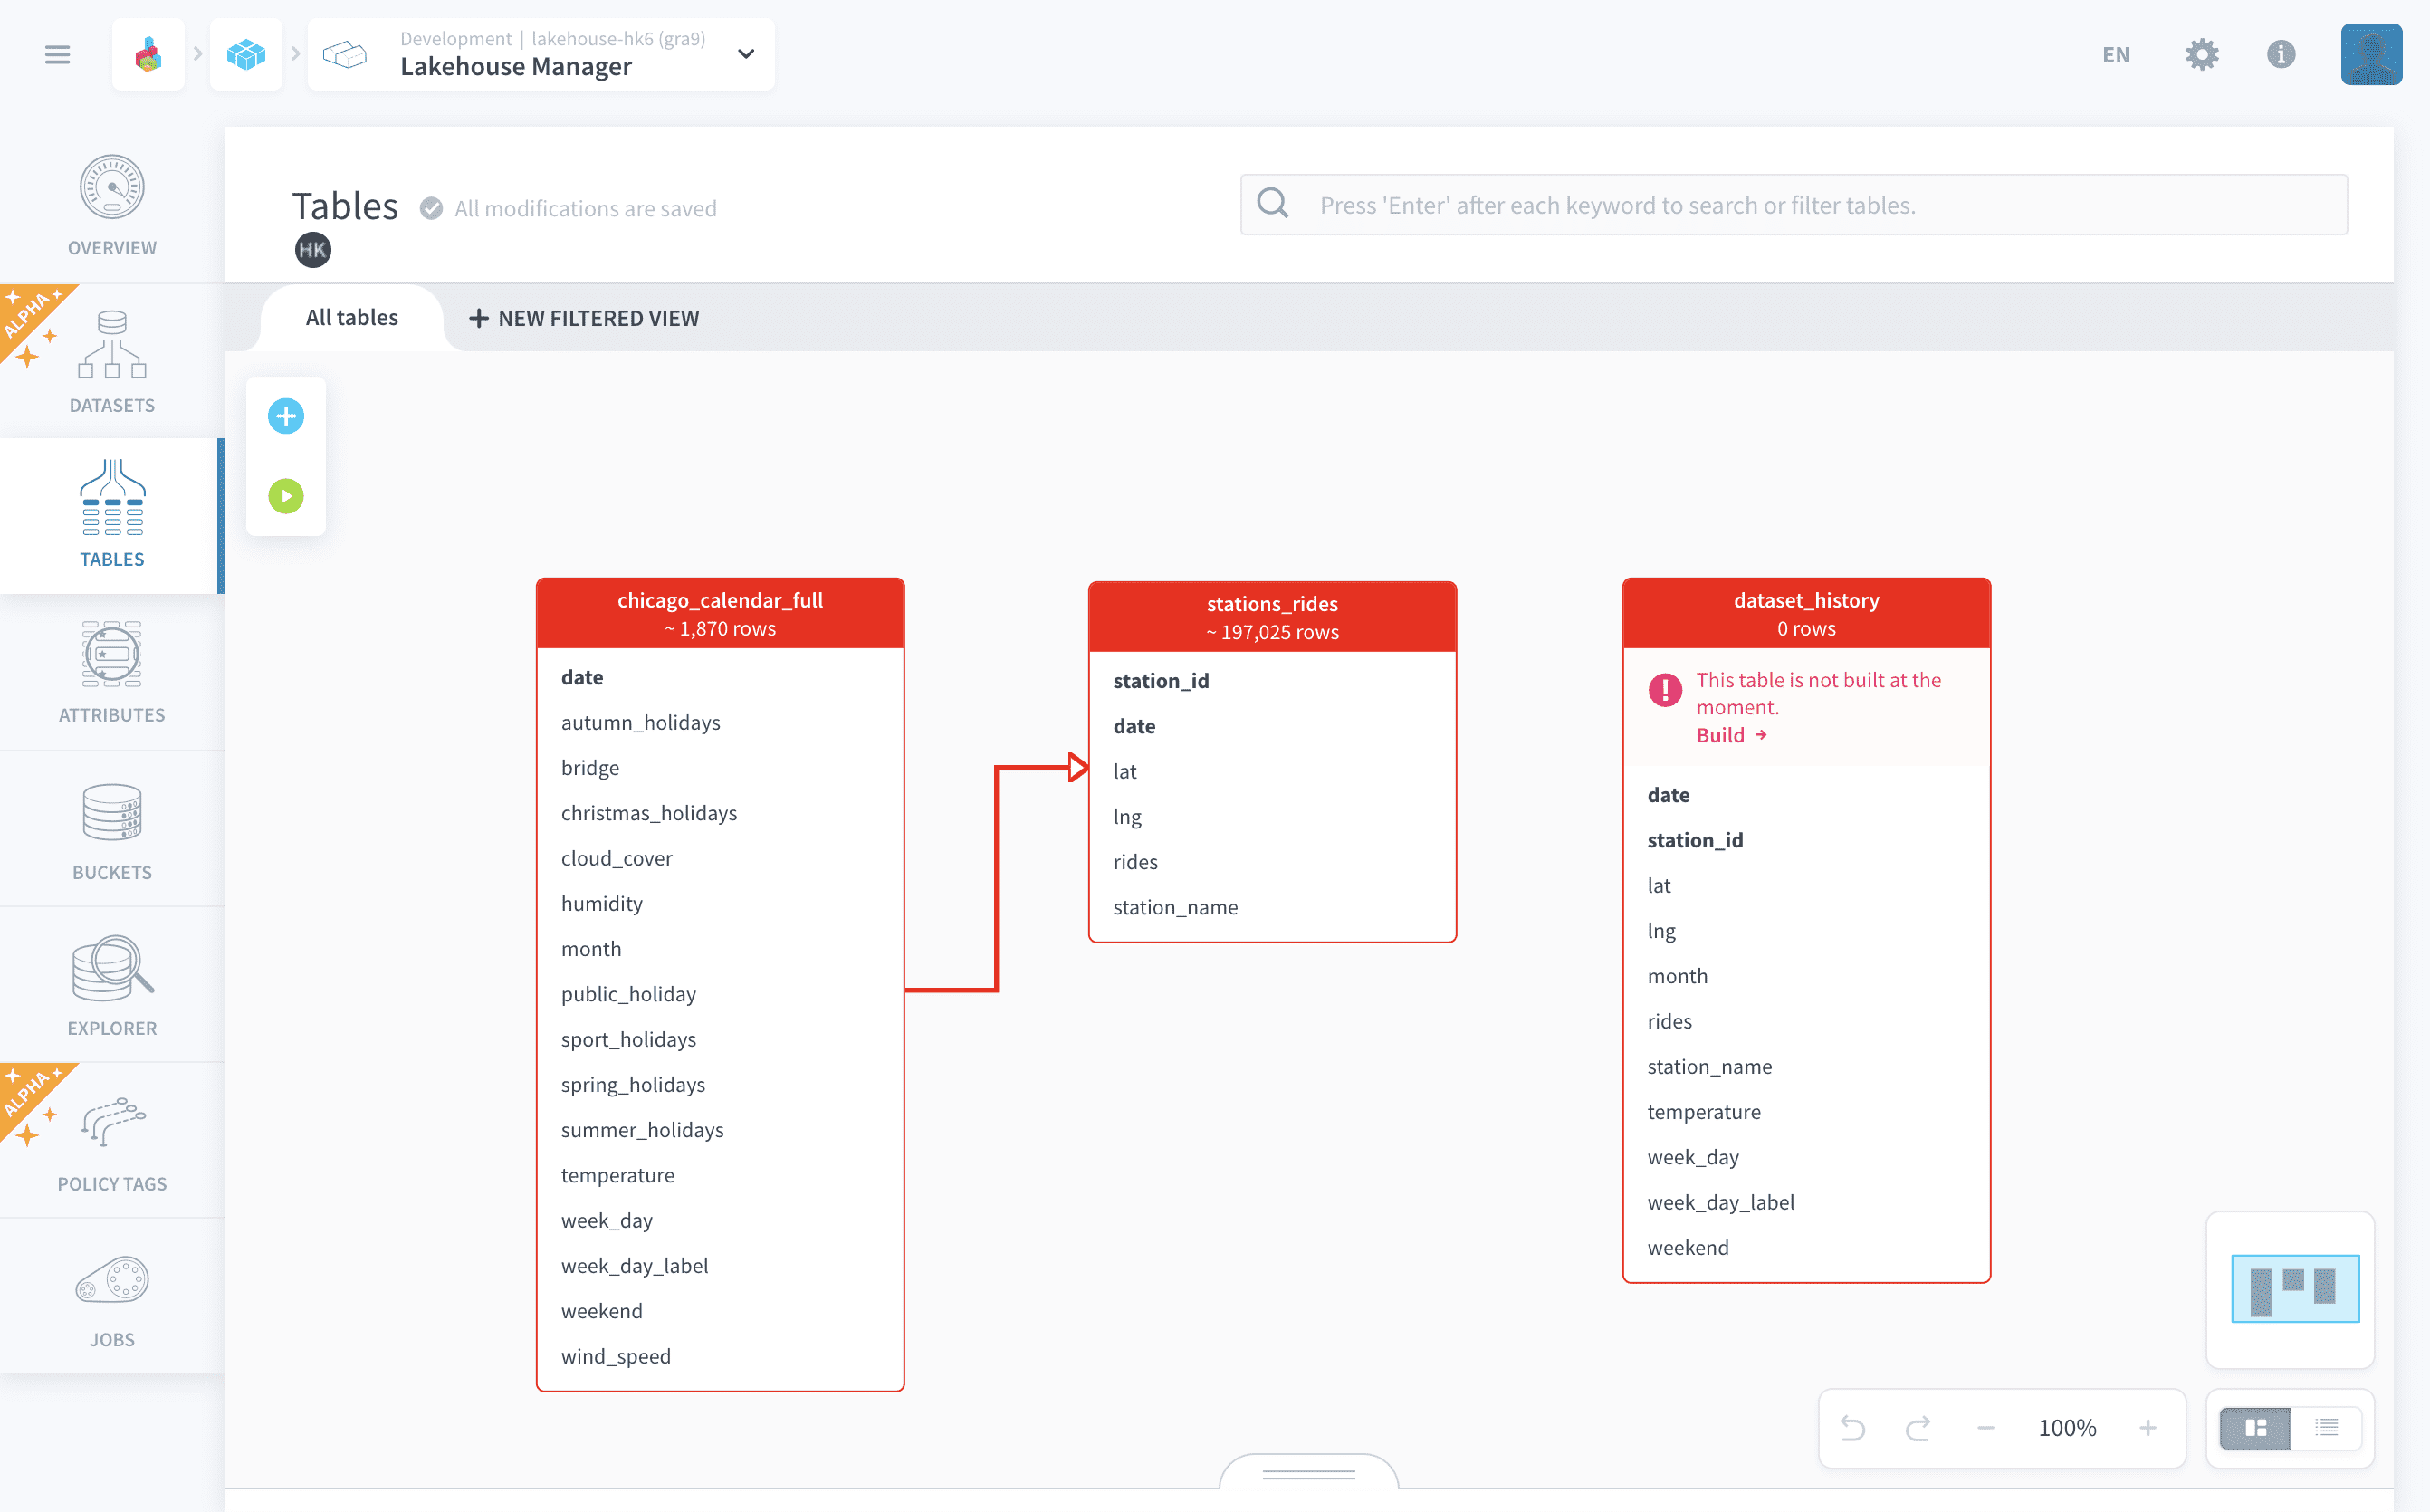 Development | lakehouse-hk6 (gra9)
Lakehouse Manager
EN
OVERVIEW
ALPHA
DATASETS
TABLES
ATTRIBUTES
BUCKETS
EXPLORER
ALPHA
POLICY TAGS
JOBS
Tables
All modifications are saved
HK
Press 'Enter' after each keyword to search or filter tables.
All tables
+ NEW FILTERED VIEW
chicago_calendar_full
~ 1,870 rows
date
autumn_holidays
bridge
christmas_holidays
cloud_cover
humidity
month
public_holiday
sport_holidays
spring_holidays
summer_holidays
temperature
week_day
week_day_label
weekend
wind_speed
stations_rides
~ 197,025 rows
station_id
date
lat
lng
rides
station_name
dataset_history
0 rows
This table is not built at the
moment.
Build →
date
station_id
lat
lng
month
rides
station_name
temperature
week_day
week_day_label
weekend
100%